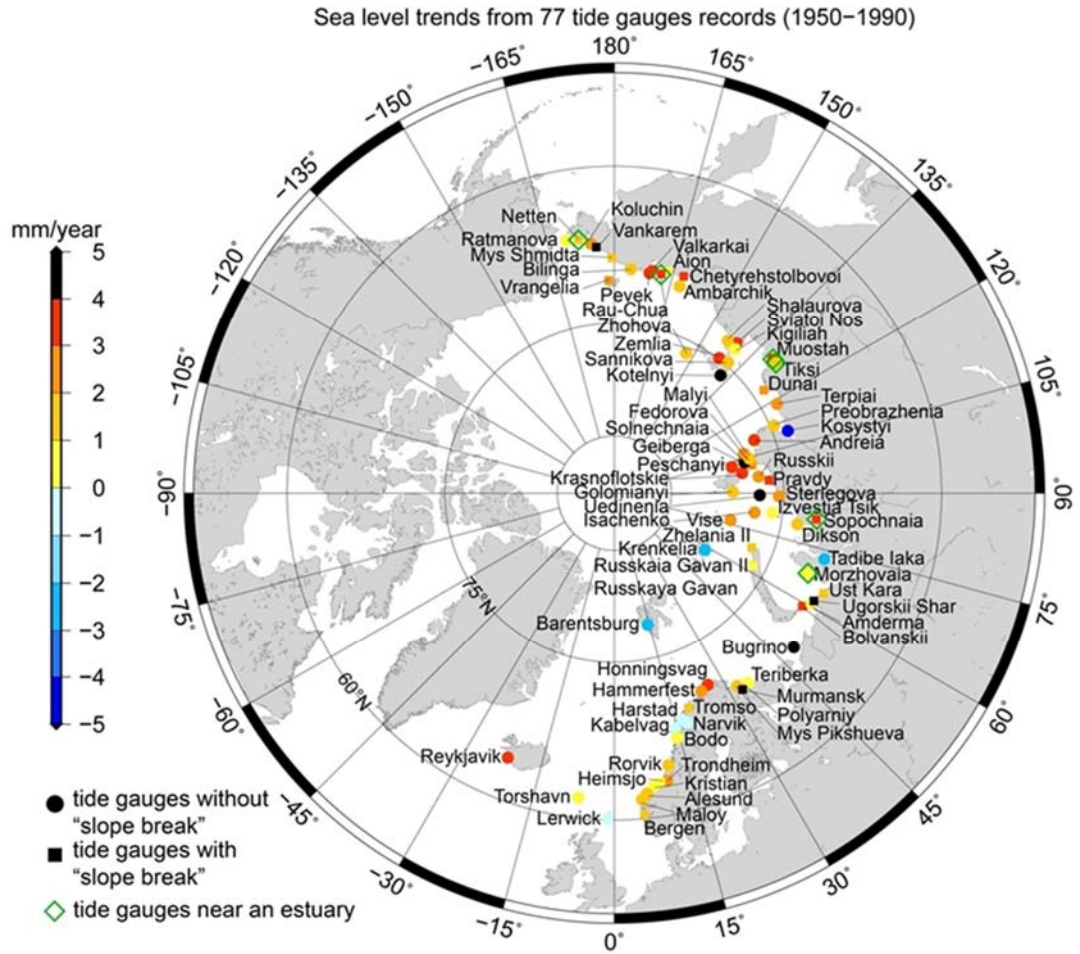 Sea level trends from 77 tide gauges records (1950−1990)
180°
−165°
165°
−150°
150°
−135°
135°
−120°
120°
−105°
105°
−90°
90°
−75°
75°
−60°
60°
−45°
45°
−30°
30°
−15°
15°
0°
75°N
60°N
mm/year
5
4
3
2
1
0
−1
−2
−3
−4
−5
Netten
Koluchin
Ratmanova
Vankarem
Mys Shmidta
Valkarkai
Bilinga
Aion
Vrangelia
Chetyrehstolbovoi
Pevek
Ambarchik
Rau-Chua
Shalaurova
Zhohova
Sviatoi Nos
Zemlia
Kigiliah
Sannikova
Muostah
Kotelnyi
Tiksi
Dunai
Malyi
Terpiai
Fedorova
Preobrazhenia
Solnechnaia
Kosystyi
Geiberga
Andreia
Peschanyi
Russkii
Krasnoflotskie
Pravdy
Golomianyi
Sterlegova
Uedinenia
Izvestia Tsik
Isachenko
Vise
Sopochnaia
Zhelania II
Dikson
Krenkelia
Tadibe Iaka
Russkaia Gavan II
Morzhovaia
Russkaya Gavan
Ust Kara
Ugorskii Shar
Barentsburg
Amderma
Bolvanskii
Bugrino
Honningsvag
Teriberka
Hammerfest
Murmansk
Harstad
Tromso
Polyarniy
Kabelvag
Narvik
Mys Pikshueva
Bodo
Reykjavik
Rorvik
Trondheim
Heimsjo
Kristian
Torshavn
Alesund
Lerwick
Maloy
Bergen
tide gauges without
“slope break”
tide gauges with
“slope break”
tide gauges near an estuary